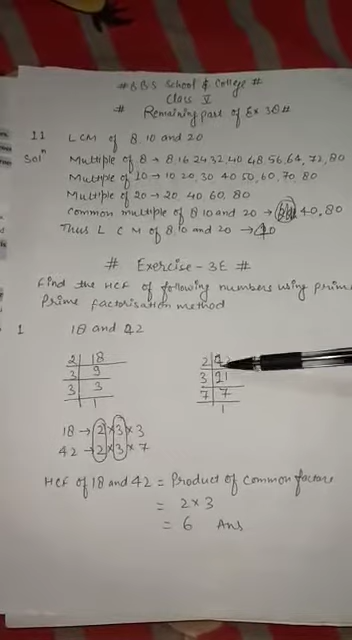 # BBS School & College #
Class V
# Remaining part of Ex 3D #
11 LCM of 8, 10 and 20
Solⁿ Multiple of 8 → 8, 16 24 32, 40 48 56, 64, 72, 80
Multiple of 10 → 10 20 30 40 50, 60, 70, 80
Multiple of 20 → 20 40 60, 80
Common multiple of 8 10 and 20 → 40, 80
Thus L C M of 8, 10 and 20 → 40
# Exercise - 3E #
Find the HCF of following numbers using prime
Prime factorisation method
1 18 and 42
2 | 18
3 | 9
3 | 3
1
2 | 42
3 | 21
7 | 7
1
18 → 2 × 3 × 3
42 → 2 × 3 × 7
HCF of 18 and 42 = Product of common factors
= 2 × 3
= 6 Ans